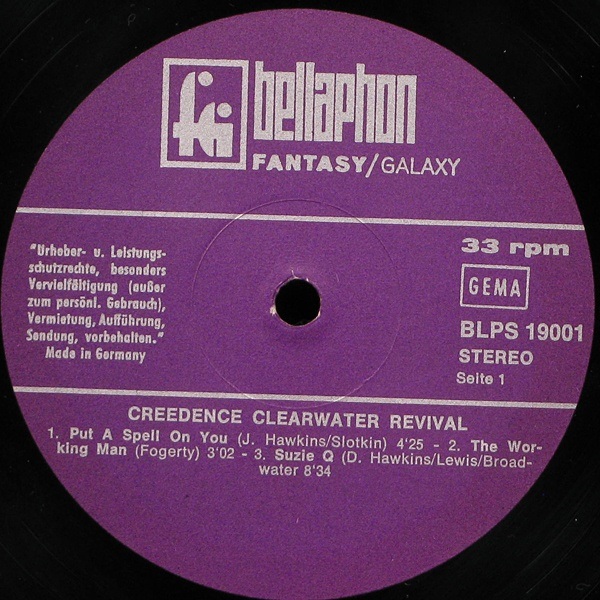 bellaphon
FANTASY/GALAXY
33 rpm
"Urheber- u. Leistungs-
schutzrechte, besonders
Vervielfältigung (außer
zum persönl. Gebrauch),
Vermietung, Aufführung,
Sendung, vorbehalten."
Made in Germany
GEMA
BLPS 19001
STEREO
Seite 1
CREEDENCE CLEARWATER REVIVAL
1. Put A Spell On You (J. Hawkins/Slotkin) 4'25 - 2. The Wor-
king Man (Fogerty) 3'02 - 3. Suzie Q (D. Hawkins/Lewis/Broad-
water 8'34